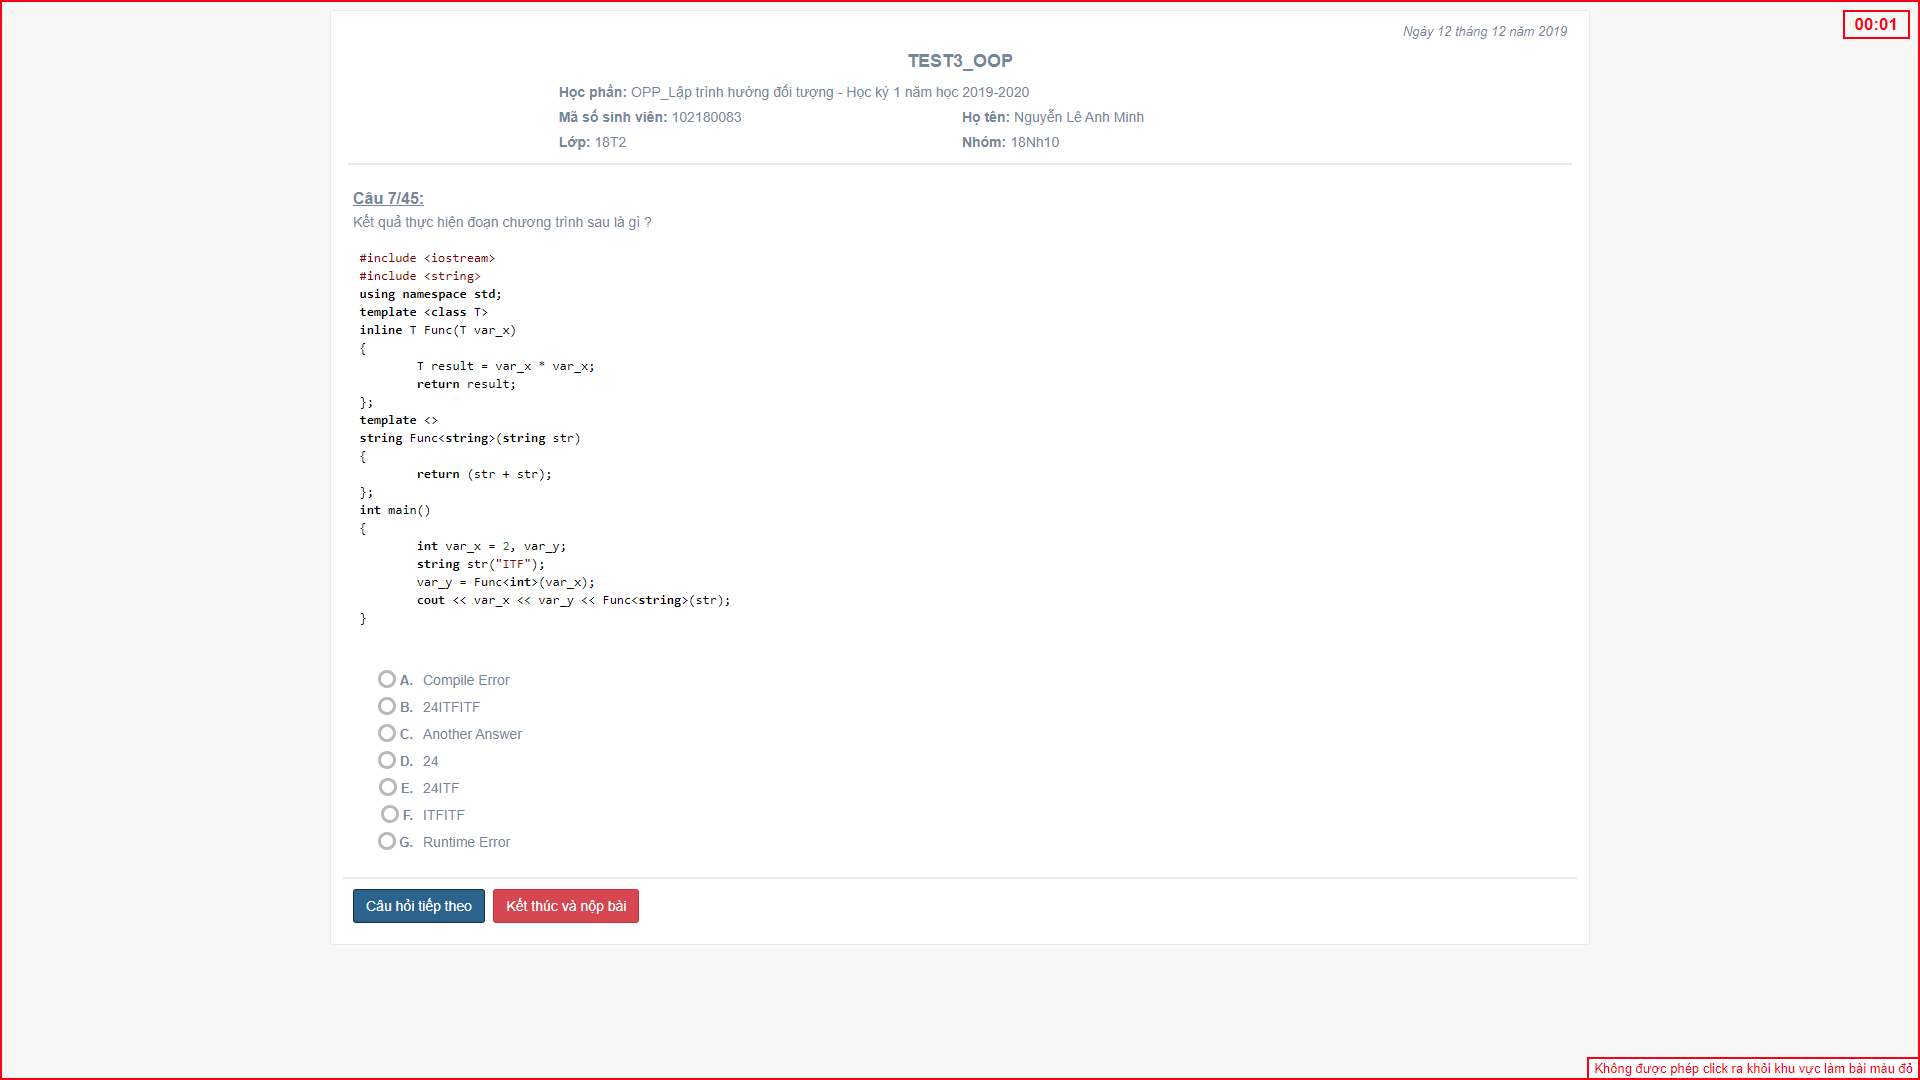 Ngày 12 tháng 12 năm 2019
00:01
TEST3_OOP
Học phần: OPP_Lập trình hướng đối tượng - Học kỳ 1 năm học 2019-2020
Mã số sinh viên: 102180083 Họ tên: Nguyễn Lê Anh Minh
Lớp: 18T2 Nhóm: 18Nh10
Câu 7/45:
Kết quả thực hiện đoạn chương trình sau là gì ?
#include <iostream>
#include <string>
using namespace std;
template <class T>
inline T Func(T var_x)
{
        T result = var_x * var_x;
        return result;
};
template <>
string Func<string>(string str)
{
        return (str + str);
};
int main()
{
        int var_x = 2, var_y;
        string str("ITF");
        var_y = Func<int>(var_x);
        cout << var_x << var_y << Func<string>(str);
}
A. Compile Error
B. 24ITFITF
C. Another Answer
D. 24
E. 24ITF
F. ITFITF
G. Runtime Error
Câu hỏi tiếp theo Kết thúc và nộp bài
Không được phép click ra khỏi khu vực làm bài màu đỏ